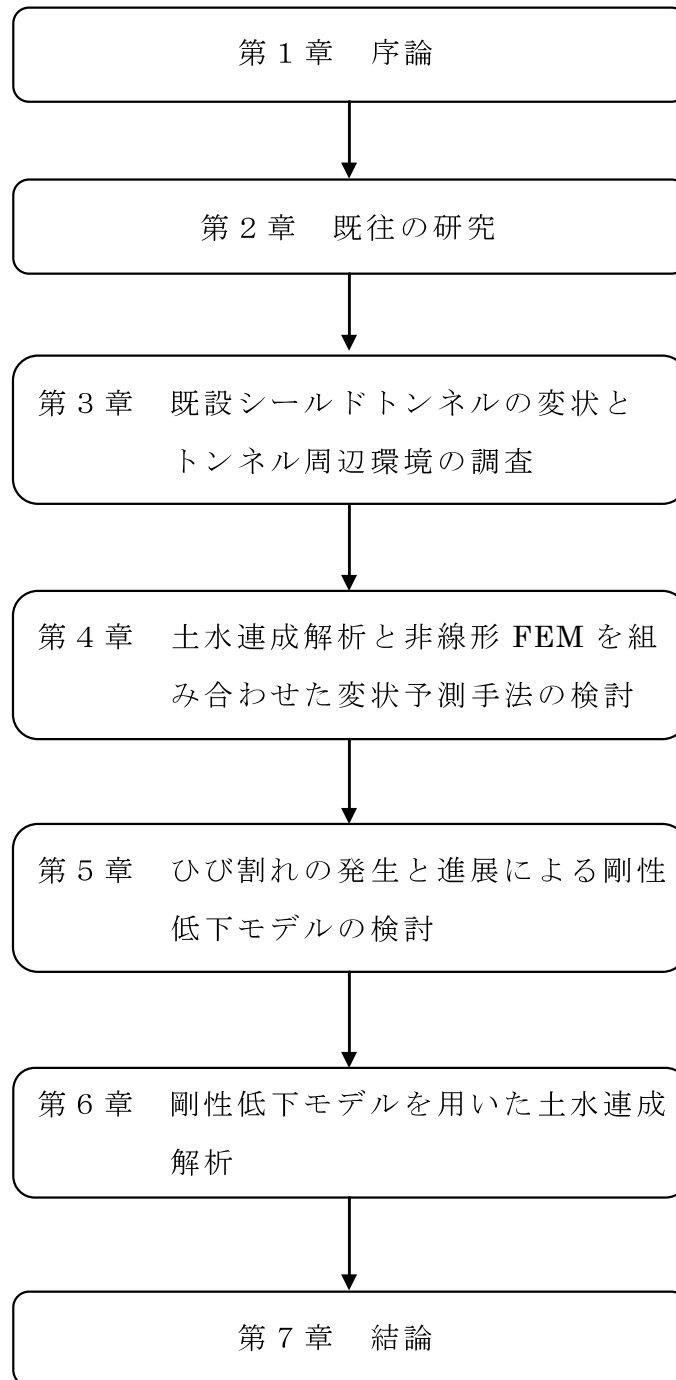 第１章　序論
第２章　既往の研究
第３章　既設シールドトンネルの変状と
トンネル周辺環境の調査
第４章　土水連成解析と非線形 FEM を組
み合わせた変状予測手法の検討
第５章　ひび割れの発生と進展による剛性
低下モデルの検討
第６章　剛性低下モデルを用いた土水連成
解析
第７章　結論